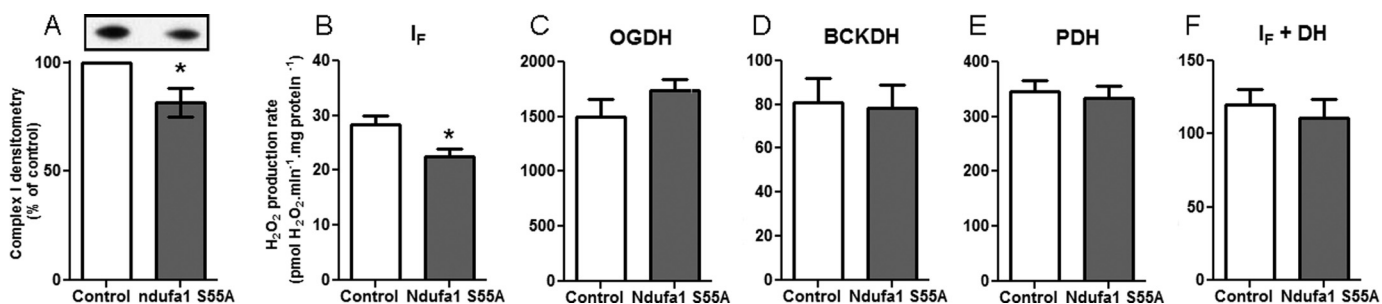 A
Complex I densitometry
(% of control)
100
50
0
*
Control ndufa1 S55A
B
I_F
H₂O₂ production rate
(pmol H₂O₂.min⁻¹.mg protein⁻¹)
40
30
20
10
0
*
Control Ndufa1 S55A
C
OGDH
2000
1500
1000
500
0
Control Ndufa1 S55A
D
BCKDH
100
80
60
40
20
0
Control Ndufa1 S55A
E
PDH
400
300
200
100
0
Control Ndufa1 S55A
F
I_F + DH
150
100
50
0
Control Ndufa1 S55A